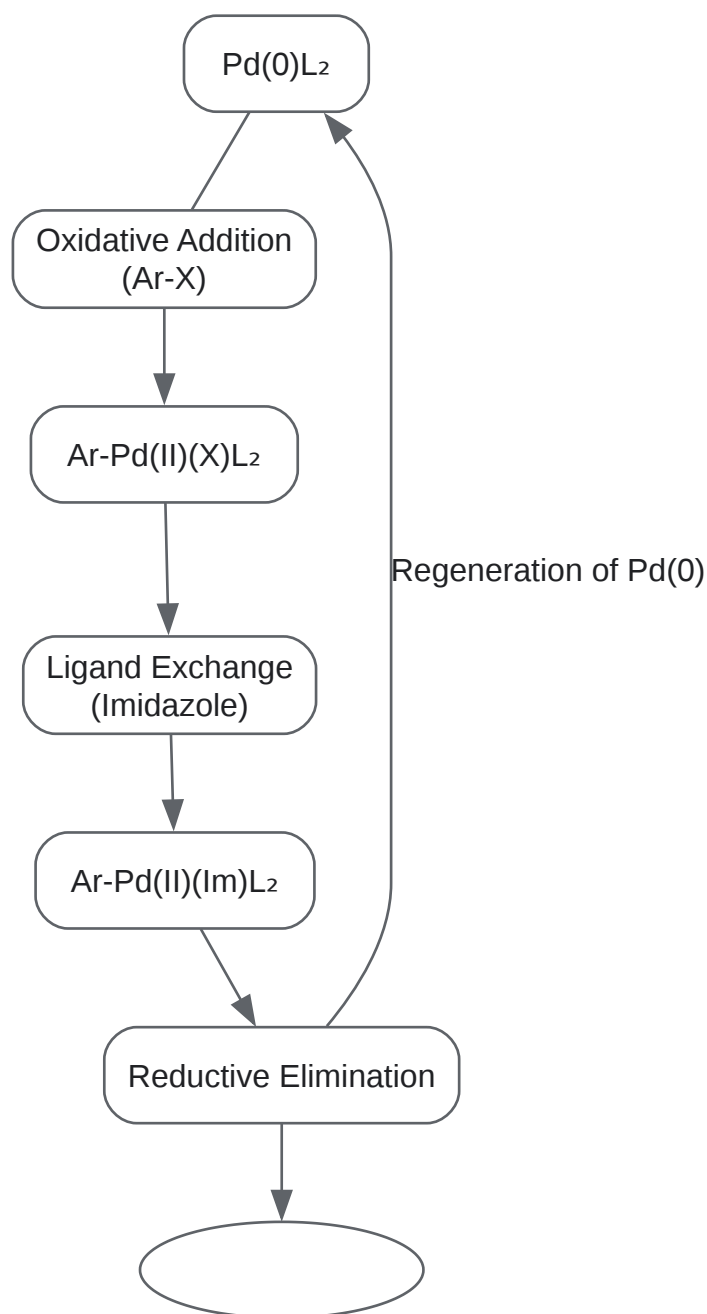 Pd(0)L₂
Oxidative Addition
(Ar-X)
Ar-Pd(II)(X)L₂
Regeneration of Pd(0)
Ligand Exchange
(Imidazole)
Ar-Pd(II)(Im)L₂
Reductive Elimination